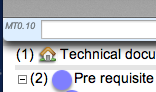 MT0.10
(1) Technical docu
(2) Pre requisite